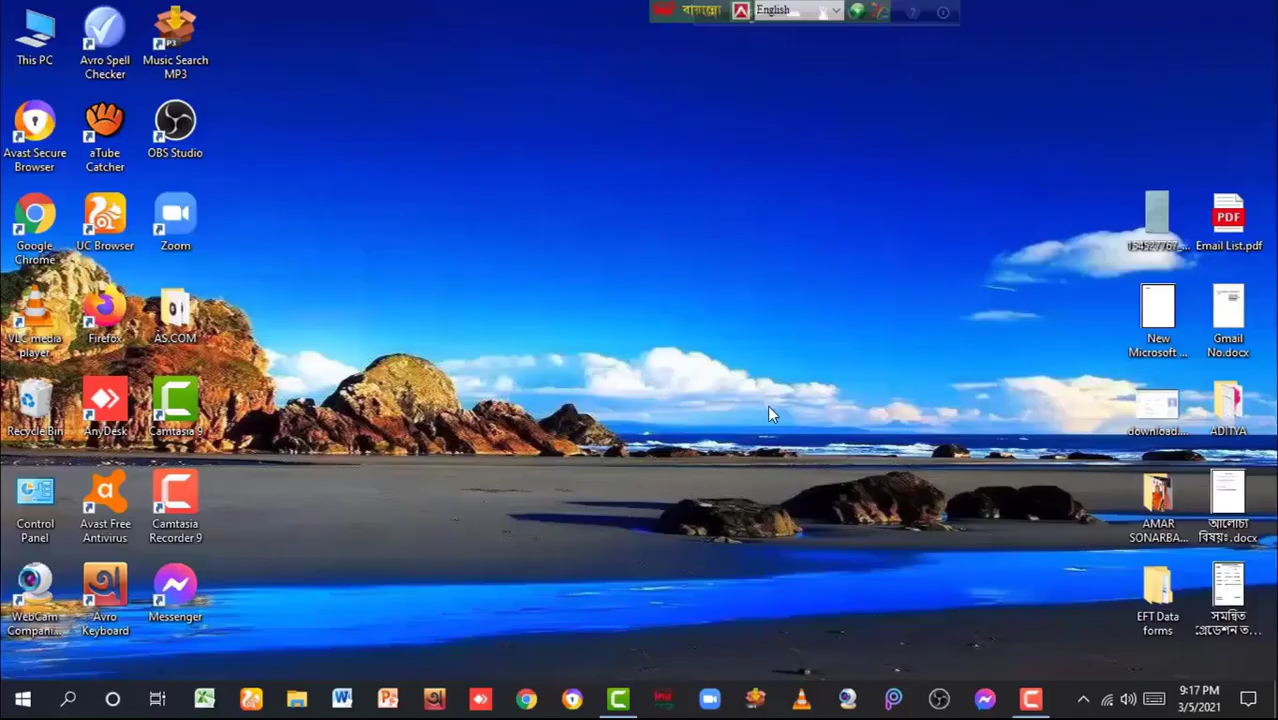 বায়ান্নো
English
This PC
Avro Spell
Checker
Music Search
MP3
P3
Avast Secure
Browser
aTube
Catcher
OBS Studio
Google
Chrome
UC Browser
Zoom
VLC media
player
Firefox
AS.COM
Recycle Bin
AnyDesk
Camtasia 9
Control
Panel
Avast Free
Antivirus
Camtasia
Recorder 9
WebCam
Compani...
Avro
Keyboard
Messenger
PDF
Email List.pdf
New
Microsoft ...
Gmail
No.docx
download....
ADITYA
AMAR
SONARBA...
আলোচ্য
বিষয়ঃ.docx
EFT Data
forms
সমন্বিত
গ্রেডেশন ত...
9:17 PM
3/5/2021